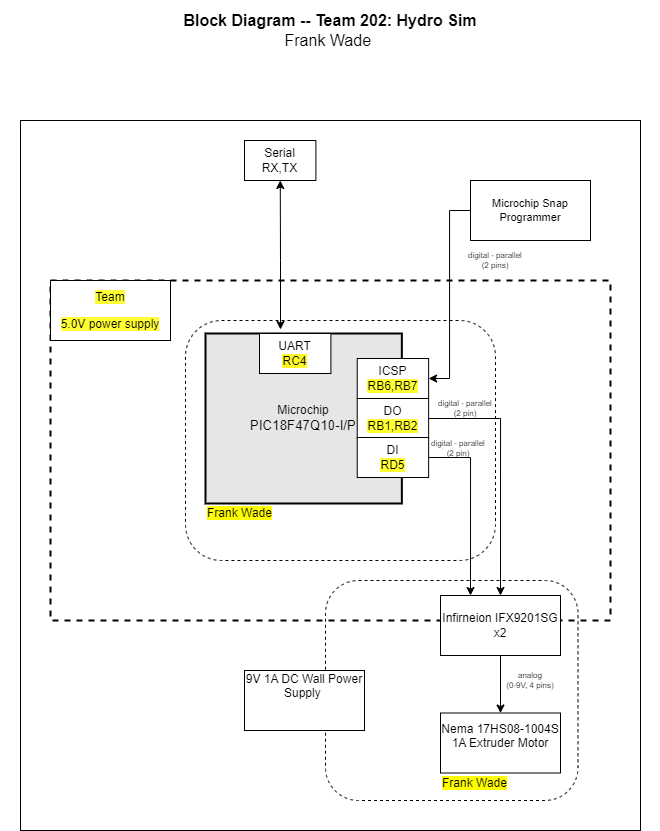 Block Diagram -- Team 202: Hydro Sim
Frank Wade
Serial
RX,TX
Microchip Snap
Programmer
digital - parallel
(2 pins)
Team
5.0V power supply
UART
RC4
ICSP
RB6,RB7
Microchip
PIC18F47Q10-I/P
DO
RB1,RB2
digital - parallel
(2 pin)
DI
RD5
digital - parallel
(2 pin)
Frank Wade
Infirneion IFX9201SG
x2
9V 1A DC Wall Power
Supply
analog
(0-9V, 4 pins)
Nema 17HS08-1004S
1A Extruder Motor
Frank Wade